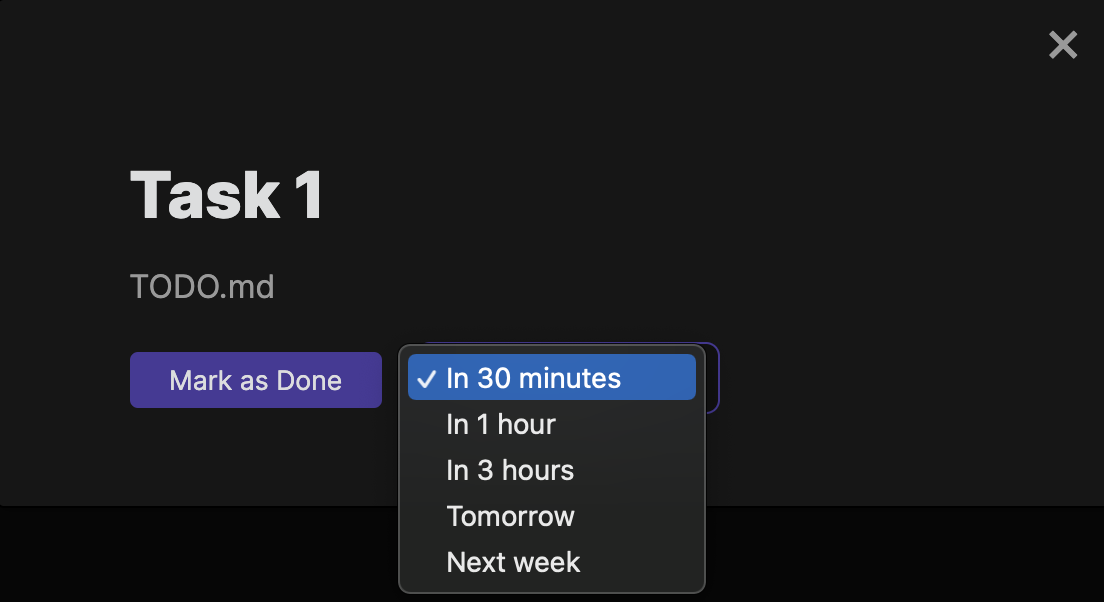 Task 1
TODO.md
Mark as Done
In 30 minutes
In 1 hour
In 3 hours
Tomorrow
Next week